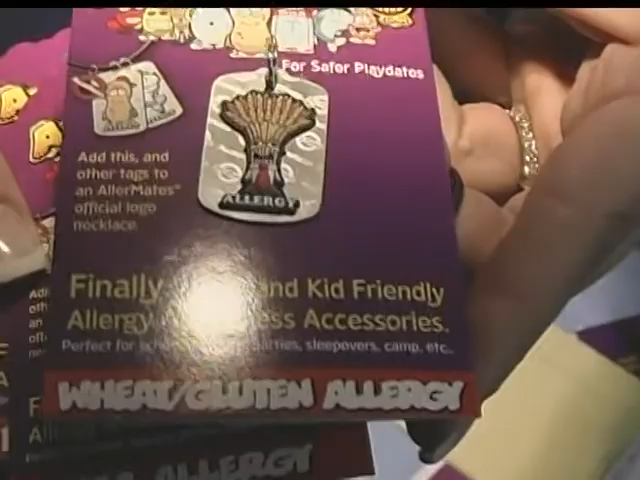 For Safer Playdates
Add this, and
other tags to
an AllerMates
official logo
necklace.
ALLERGY
Finally and Kid Friendly
Allergy Accessories.
Perfect for parties, sleepovers, camp, etc.
WHEAT/GLUTEN ALLERGY
ALLERGY